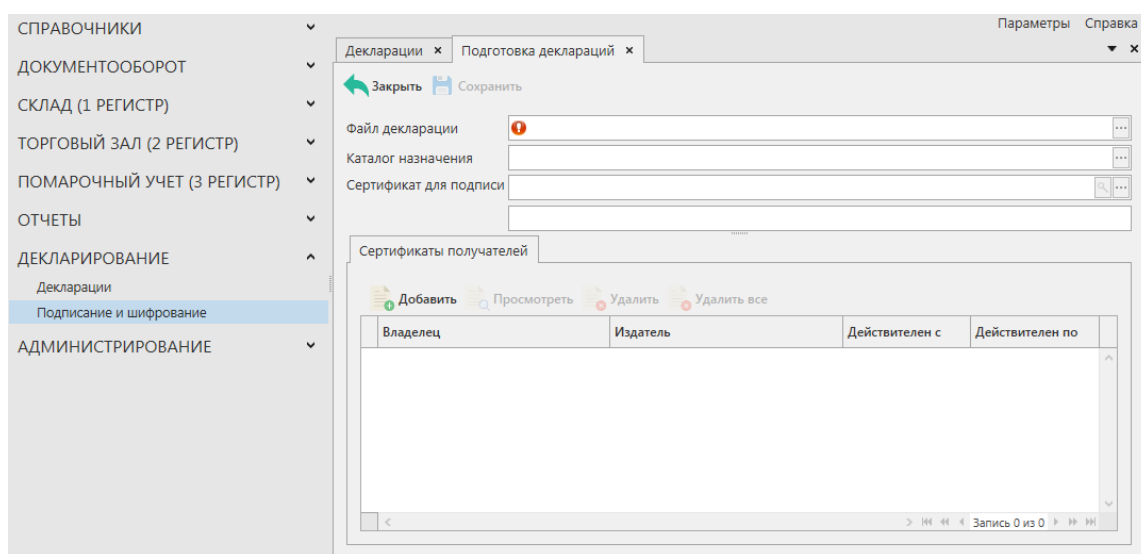 Параметры Справка
СПРАВОЧНИКИ
ДОКУМЕНТООБОРОТ
СКЛАД (1 РЕГИСТР)
ТОРГОВЫЙ ЗАЛ (2 РЕГИСТР)
ПОМАРОЧНЫЙ УЧЕТ (3 РЕГИСТР)
ОТЧЕТЫ
ДЕКЛАРИРОВАНИЕ
Декларации
Подписание и шифрование
АДМИНИСТРИРОВАНИЕ
Декларации × Подготовка деклараций ×
Закрыть Сохранить
Файл декларации
Каталог назначения
Сертификат для подписи
Сертификаты получателей
Добавить Просмотреть Удалить Удалить все
Владелец Издатель Действителен с Действителен по
Запись 0 из 0